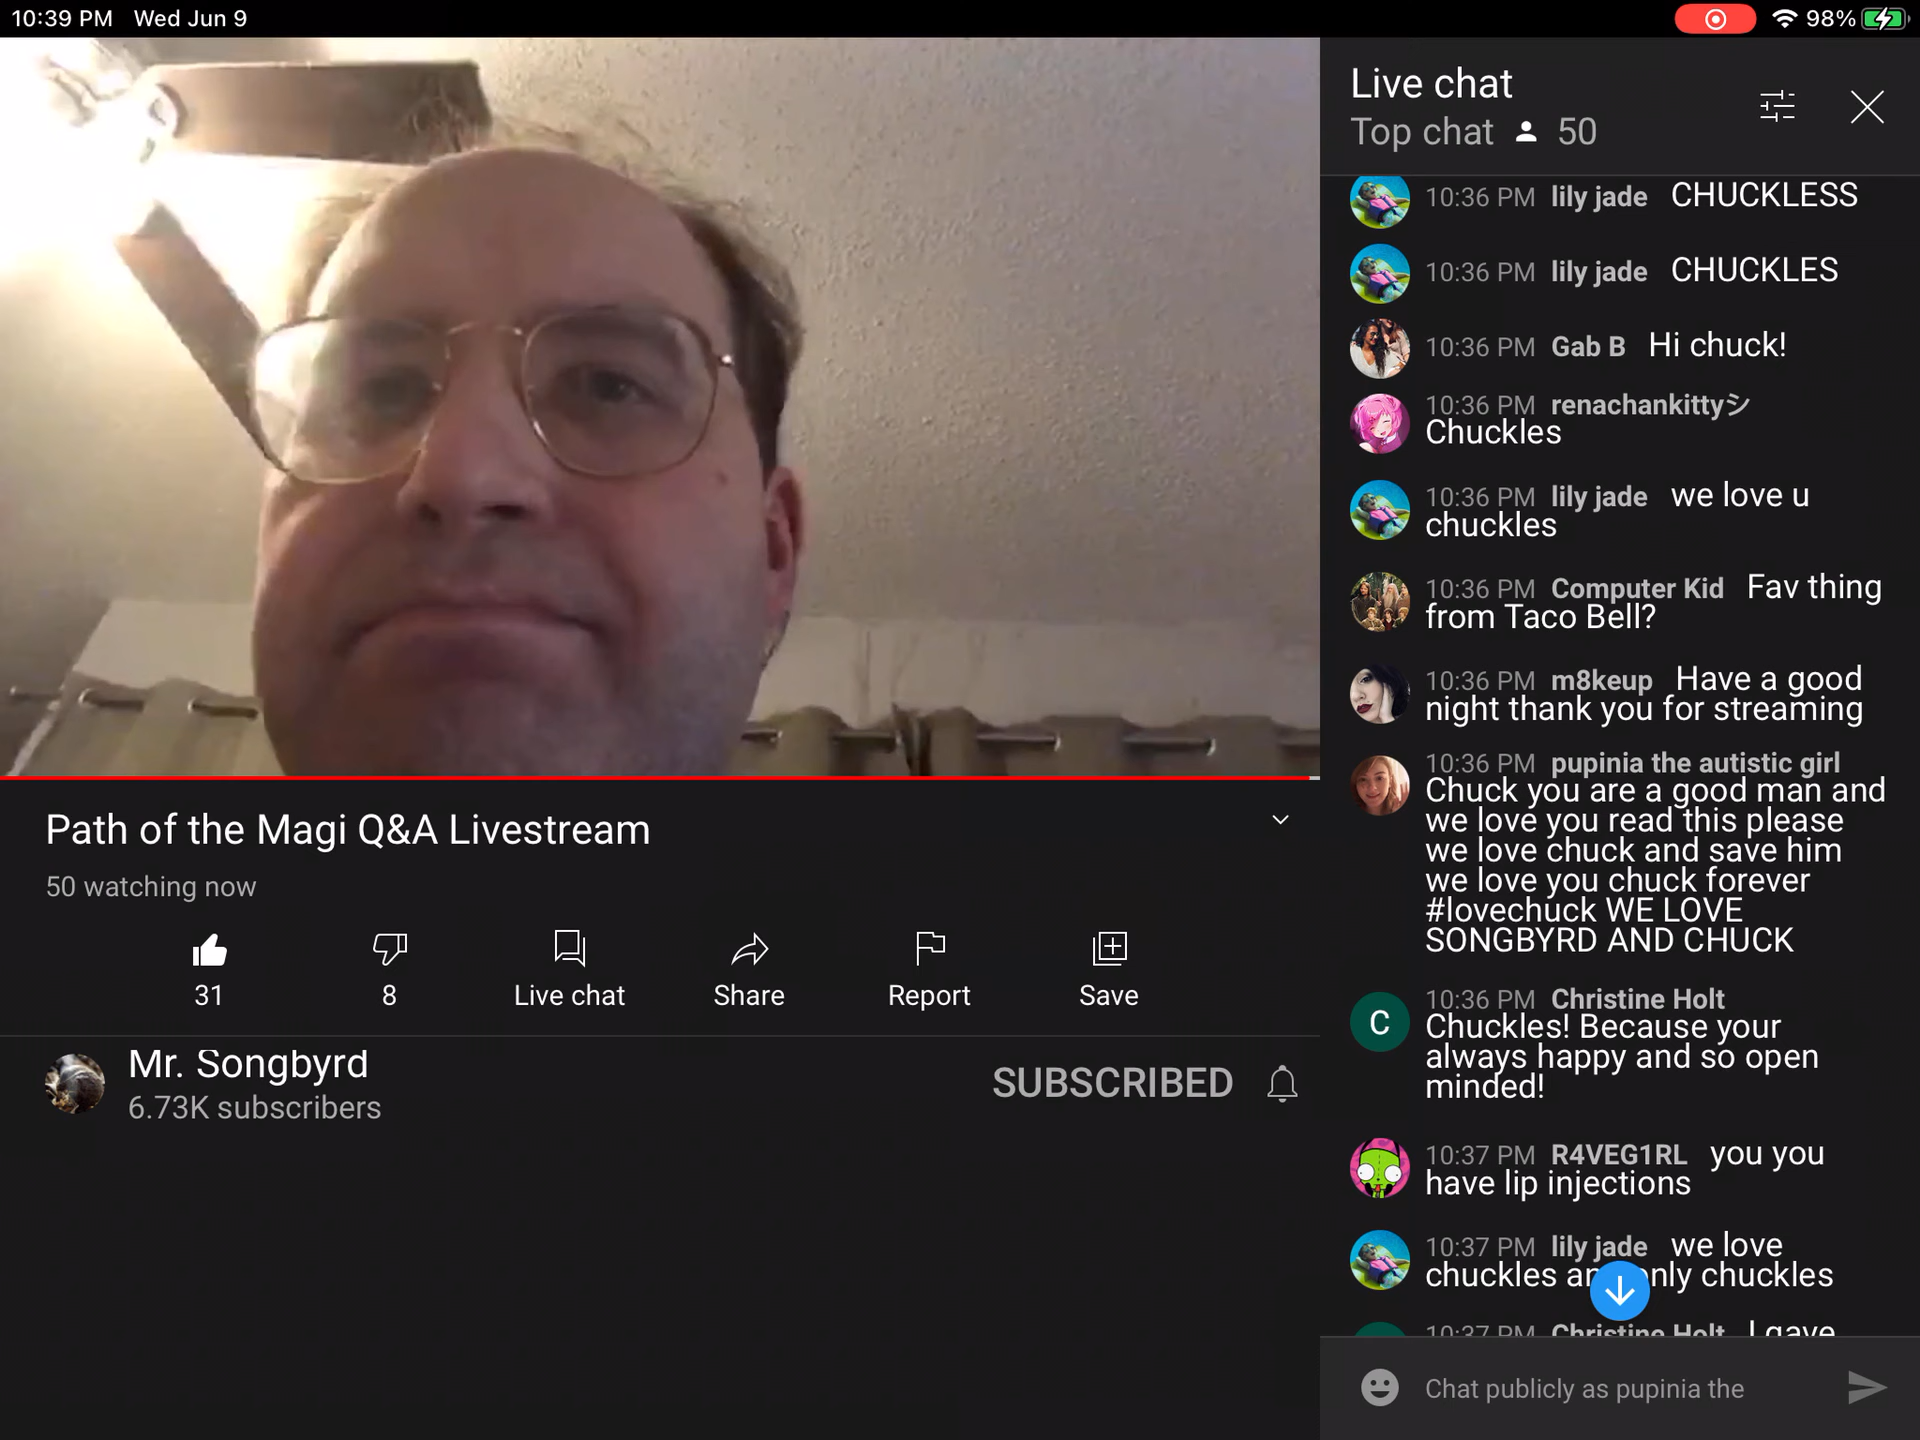 10:39 PM Wed Jun 9
98%
Live chat
Top chat 50
10:36 PM lily jade CHUCKLESS
10:36 PM lily jade CHUCKLES
10:36 PM Gab B Hi chuck!
10:36 PM renachankittyシ
Chuckles
10:36 PM lily jade we love u
chuckles
10:36 PM Computer Kid Fav thing
from Taco Bell?
10:36 PM m8keup Have a good
night thank you for streaming
10:36 PM pupinia the autistic girl
Chuck you are a good man and
we love you read this please
we love chuck and save him
we love you chuck forever
#lovechuck WE LOVE
SONGBYRD AND CHUCK
C
10:36 PM Christine Holt
Chuckles! Because your
always happy and so open
minded!
10:37 PM R4VEG1RL you you
have lip injections
10:37 PM lily jade we love
chuckles only chuckles
10:37 PM Christine Holt I gave
Chat publicly as pupinia the
Path of the Magi Q&A Livestream
50 watching now
31
8
Live chat
Share
Report
Save
Mr. Songbyrd
6.73K subscribers
SUBSCRIBED